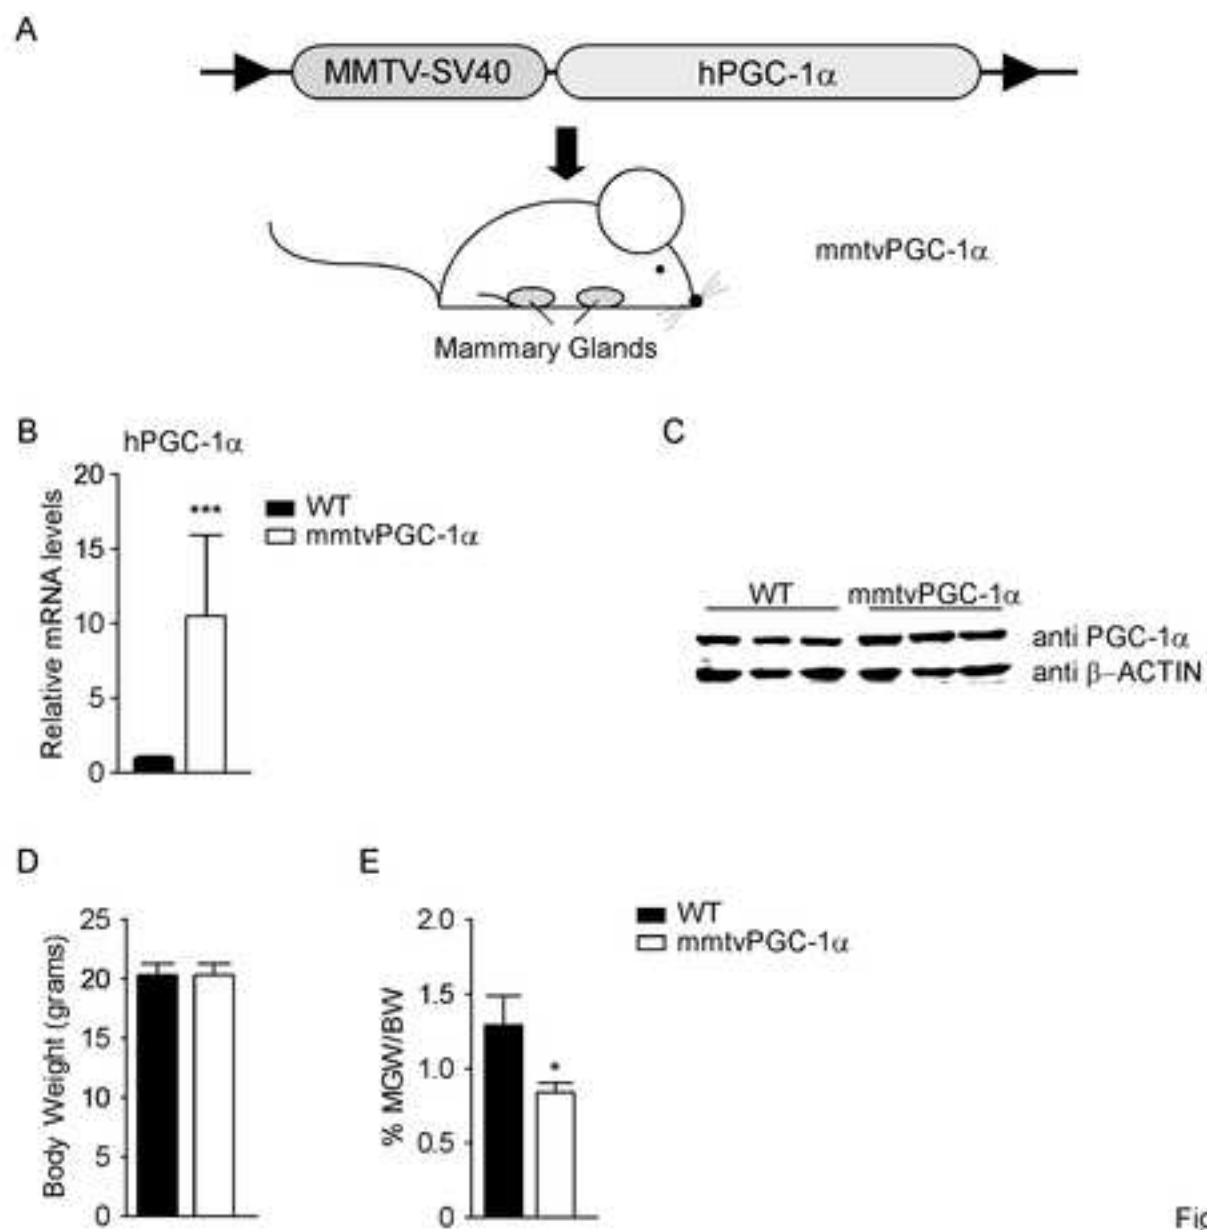 A
MMTV-SV40 hPGC-1α
mmtvPGC-1α
Mammary Glands
B
hPGC-1α
Relative mRNA levels
20
15
10
5
0
***
WT
mmtvPGC-1α
C
WT mmtvPGC-1α
anti PGC-1α
anti β–ACTIN
D
Body Weight (grams)
25
20
15
10
5
0
E
% MGW/BW
2.0
1.5
1.0
0.5
0
*
WT
mmtvPGC-1α
Fig